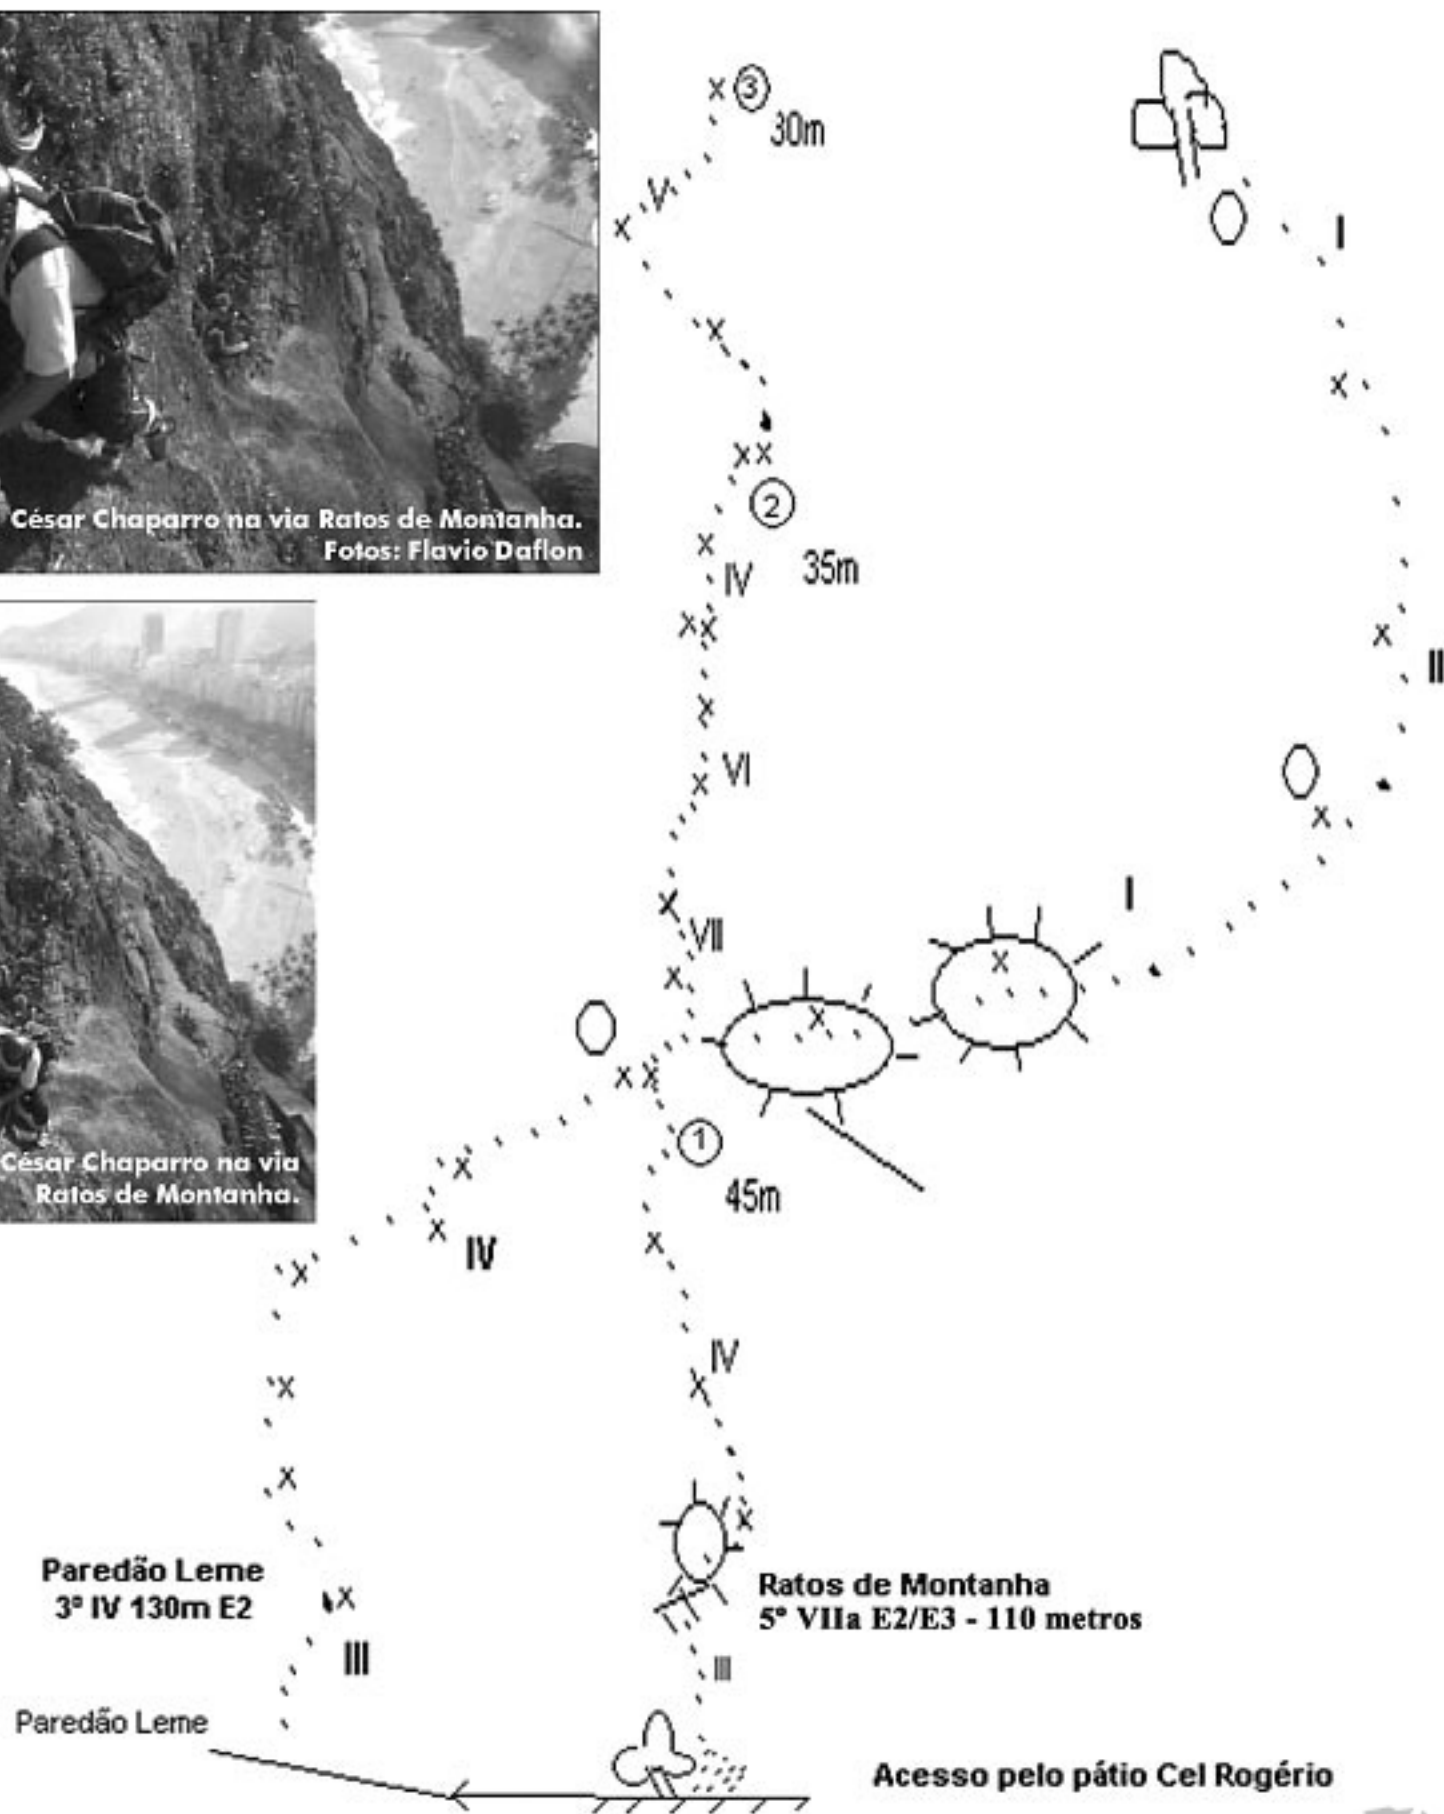 3
30m
V
I
César Chaparro na via Ratos de Montanha.
Fotos: Flavio Daflon
2
35m
IV
II
VI
I
VII
1
45m
César Chaparro na via
Ratos de Montanha.
IV
IV
Paredão Leme
3º IV 130m E2
Ratos de Montanha
5º VIIa E2/E3 - 110 metros
III
III
Paredão Leme
Acesso pelo pátio Cel Rogério